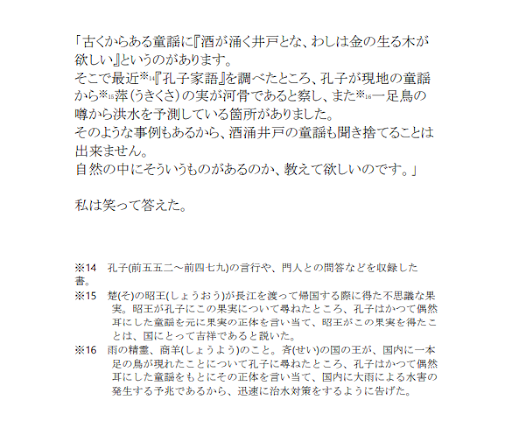 「古くからある童謡に『酒が涌く井戸とな、わしは金の生る木が
欲しい』というのがあります。
そこで最近※14『孔子家語』を調べたところ、孔子が現地の童謡
から※15萍(うきくさ)の実が河骨であると察し、また※16一足鳥の
噂から洪水を予測している箇所がありました。
そのような事例もあるから、酒涌井戸の童謡も聞き捨てることは
出来ません。
自然の中にそういうものがあるのか、教えて欲しいのです。」
私は笑って答えた。
※14 孔子(前五五二～前四七九)の言行や、門人との問答などを収録した
書。
※15 楚(そ)の昭王(しょうおう)が長江を渡って帰国する際に得た不思議な果
実。昭王が孔子にこの果実について尋ねたところ、孔子はかつて偶然
耳にした童謡を元に果実の正体を言い当て、昭王がこの果実を得たこ
とは、国にとって吉祥であると説いた。
※16 雨の精霊、商羊(しょうよう)のこと。斉(せい)の国の王が、国内に一本
足の鳥が現れたことについて孔子に尋ねたところ、孔子はかつて偶然
耳にした童謡をもとにその正体を言い当て、国内に大雨による水害の
発生する予兆であるから、迅速に治水対策をするように告げた。